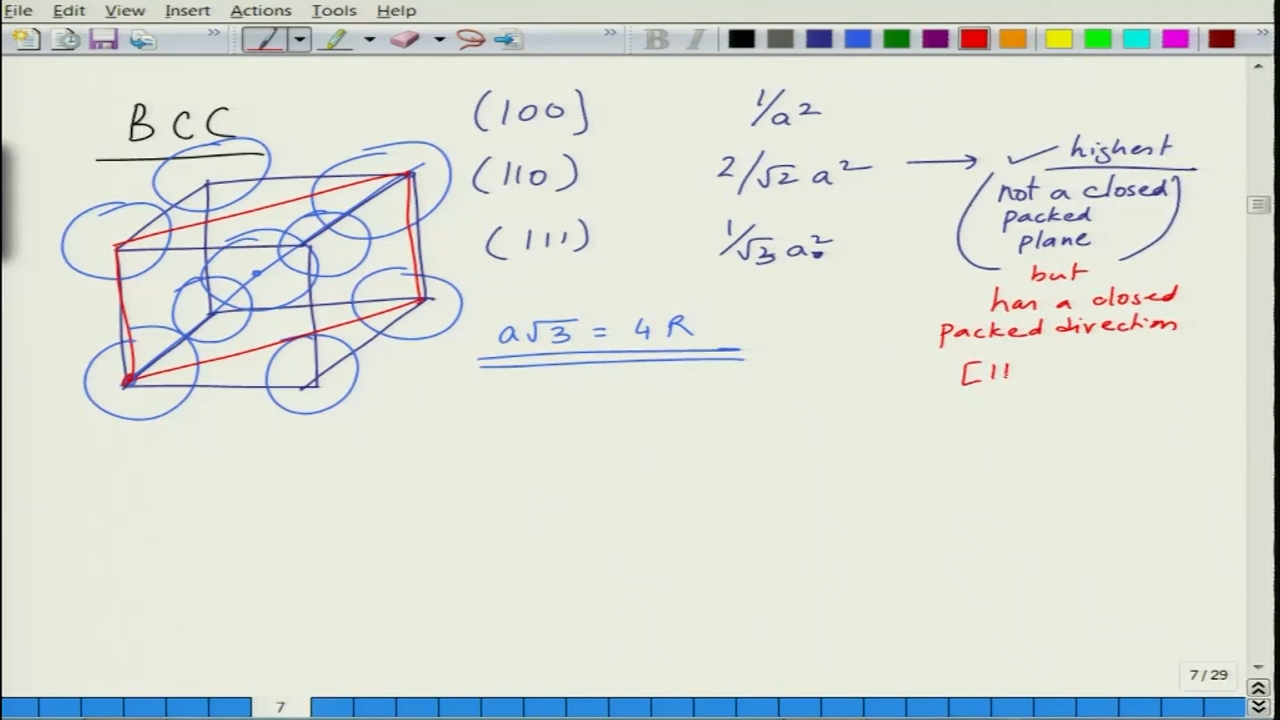 File Edit View Insert Actions Tools Help
B I
BCC
(100) 1/a²
(110) 2/√2 a² → ✓ highest
(not a closed packed plane)
(111) 1/√3 a²
but
has a closed
packed direction
[11
a√3 = 4R
7 / 29
7